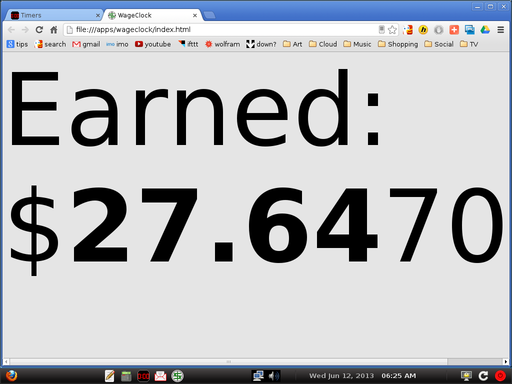 Timers
WageClock
file:///apps/wageclock/index.html
tips search gmail imo youtube ifttt wolfram down? Art Cloud Music Shopping Social TV
Earned:
$27.6470
Wed Jun 12, 2013 06:25 AM